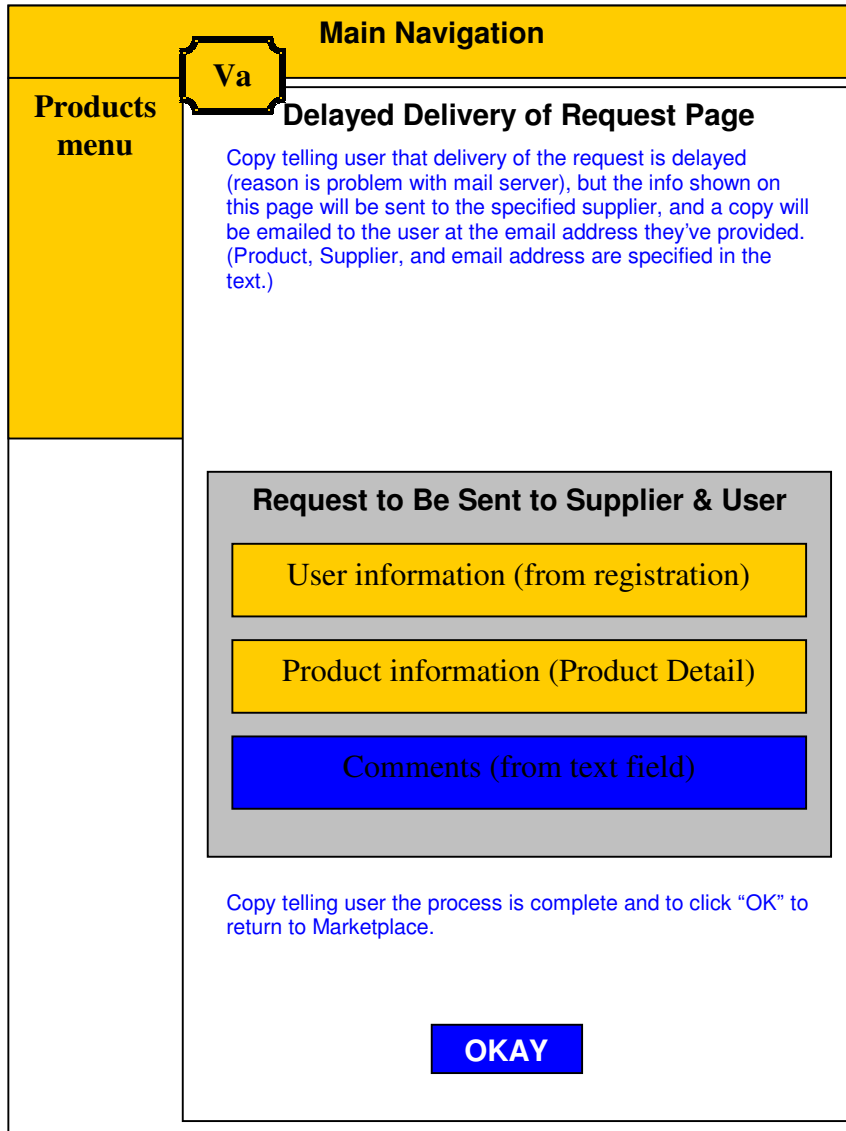 Main Navigation
Va
Products
menu
Delayed Delivery of Request Page
Copy telling user that delivery of the request is delayed
(reason is problem with mail server), but the info shown on
this page will be sent to the specified supplier, and a copy will
be emailed to the user at the email address they’ve provided.
(Product, Supplier, and email address are specified in the
text.)
Request to Be Sent to Supplier & User
User information (from registration)
Product information (Product Detail)
Comments (from text field)
Copy telling user the process is complete and to click “OK” to
return to Marketplace.
OKAY